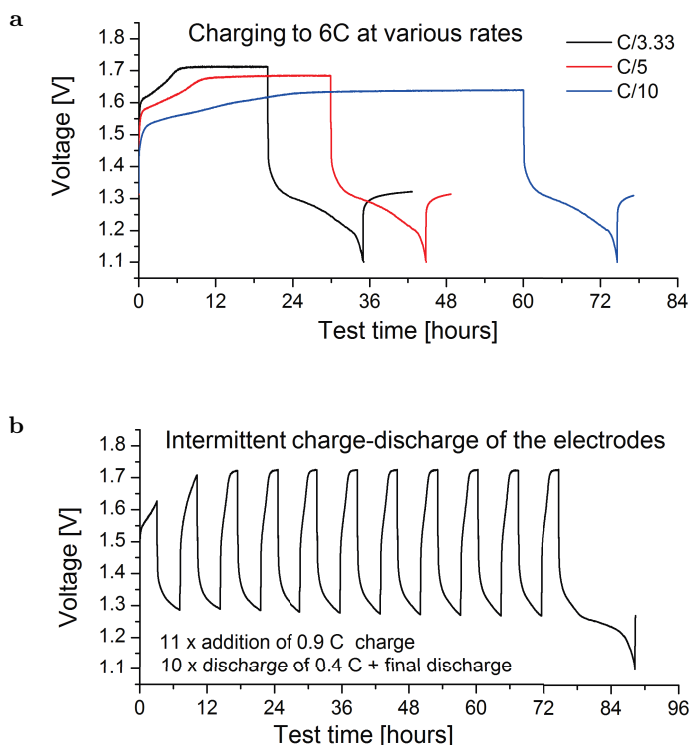 a
Charging to 6C at various rates
C/3.33
C/5
C/10
Voltage [V]
1.8
1.7
1.6
1.5
1.4
1.3
1.2
1.1
0 12 24 36 48 60 72 84
Test time [hours]
b
Intermittent charge-discharge of the electrodes
Voltage [V]
1.8
1.7
1.6
1.5
1.4
1.3
1.2
1.1
11 x addition of 0.9 C charge
10 x discharge of 0.4 C + final discharge
0 12 24 36 48 60 72 84 96
Test time [hours]